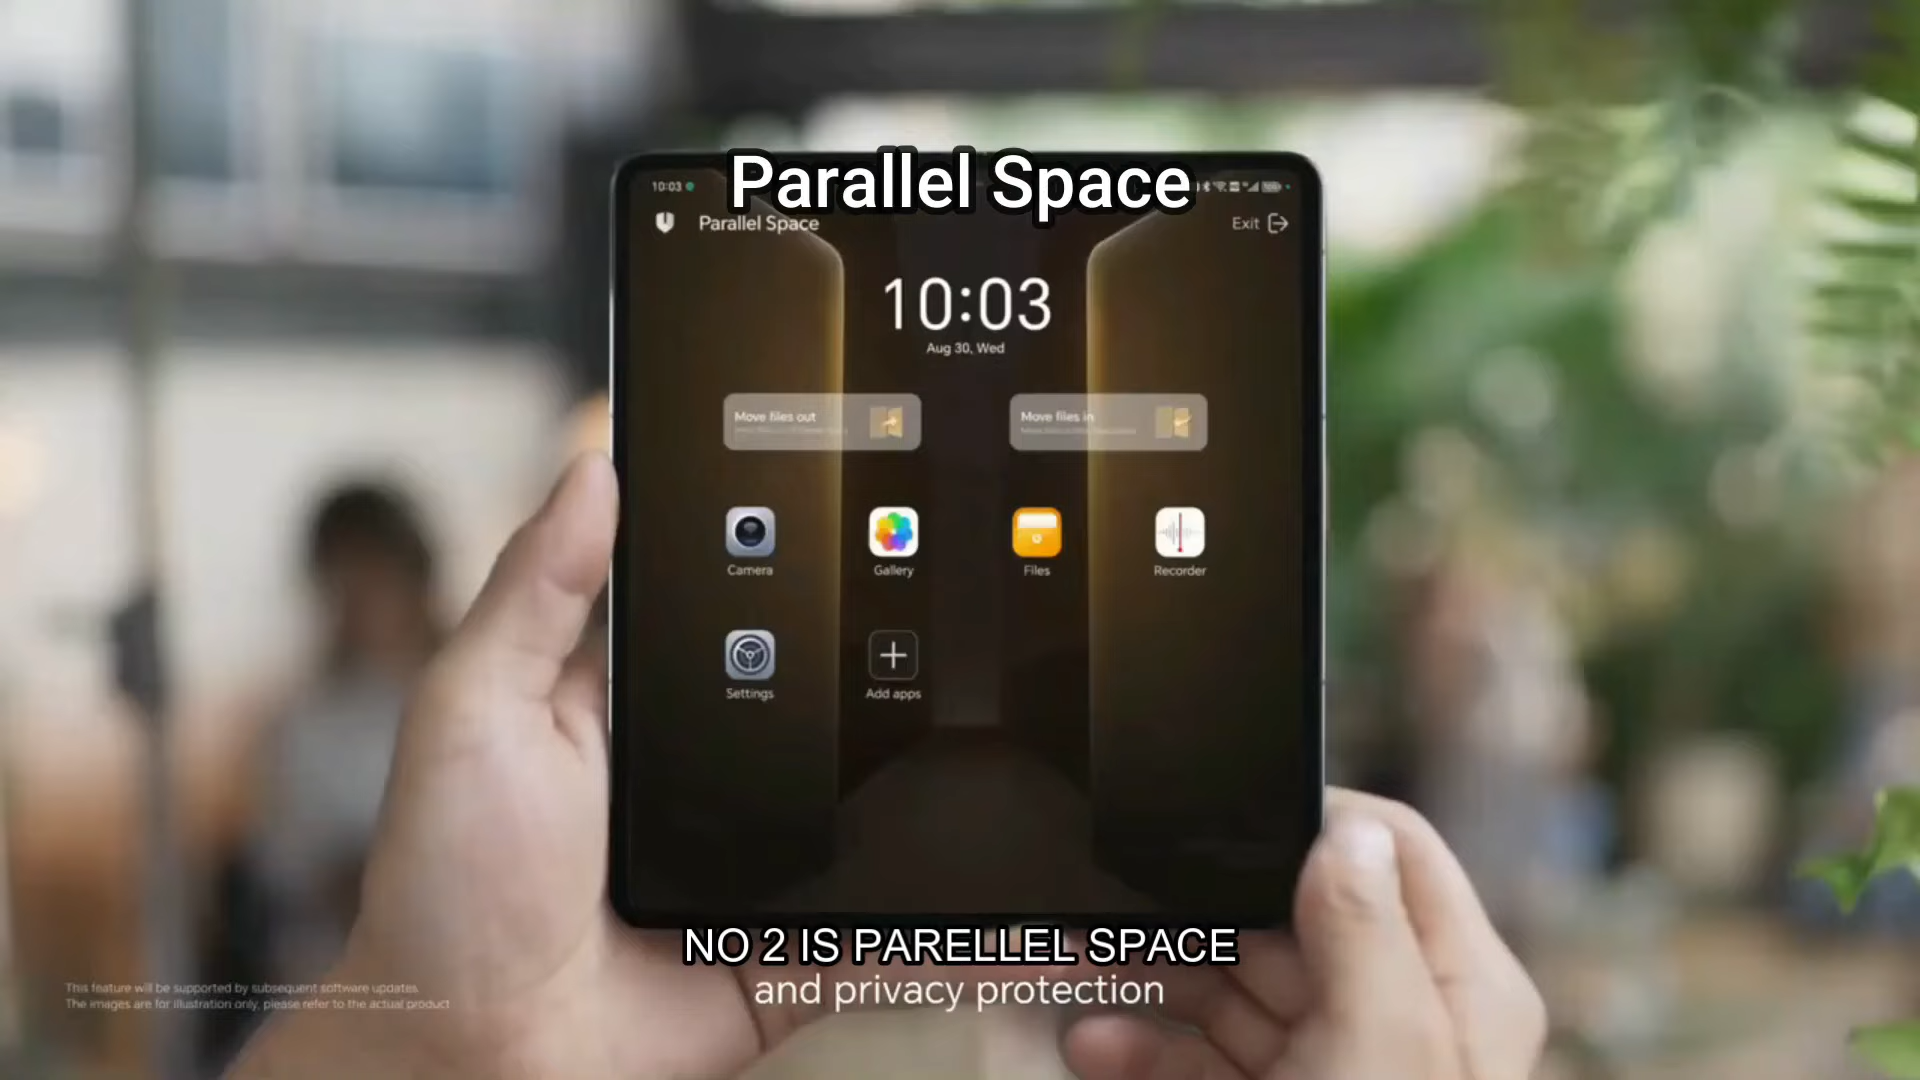 10:03
Parallel Space
Parallel Space
Exit
10:03
Aug 30, Wed
Move files out
Move files in
Camera
Gallery
Files
Recorder
Settings
Add apps
NO 2 IS PARELLEL SPACE
and privacy protection
This feature will be supported by subsequent software updates.
The images are for illustration only, please refer to the actual product